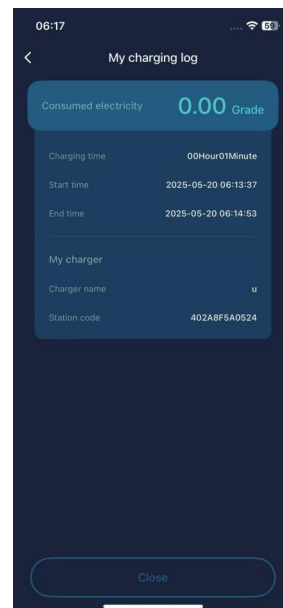 06:17
59
My charging log
Consumed electricity 0.00 Grade
Charging time 00Hour01Minute
Start time 2025-05-20 06:13:37
End time 2025-05-20 06:14:53
My charger
Charger name u
Station code 402A8F5A0524
Close